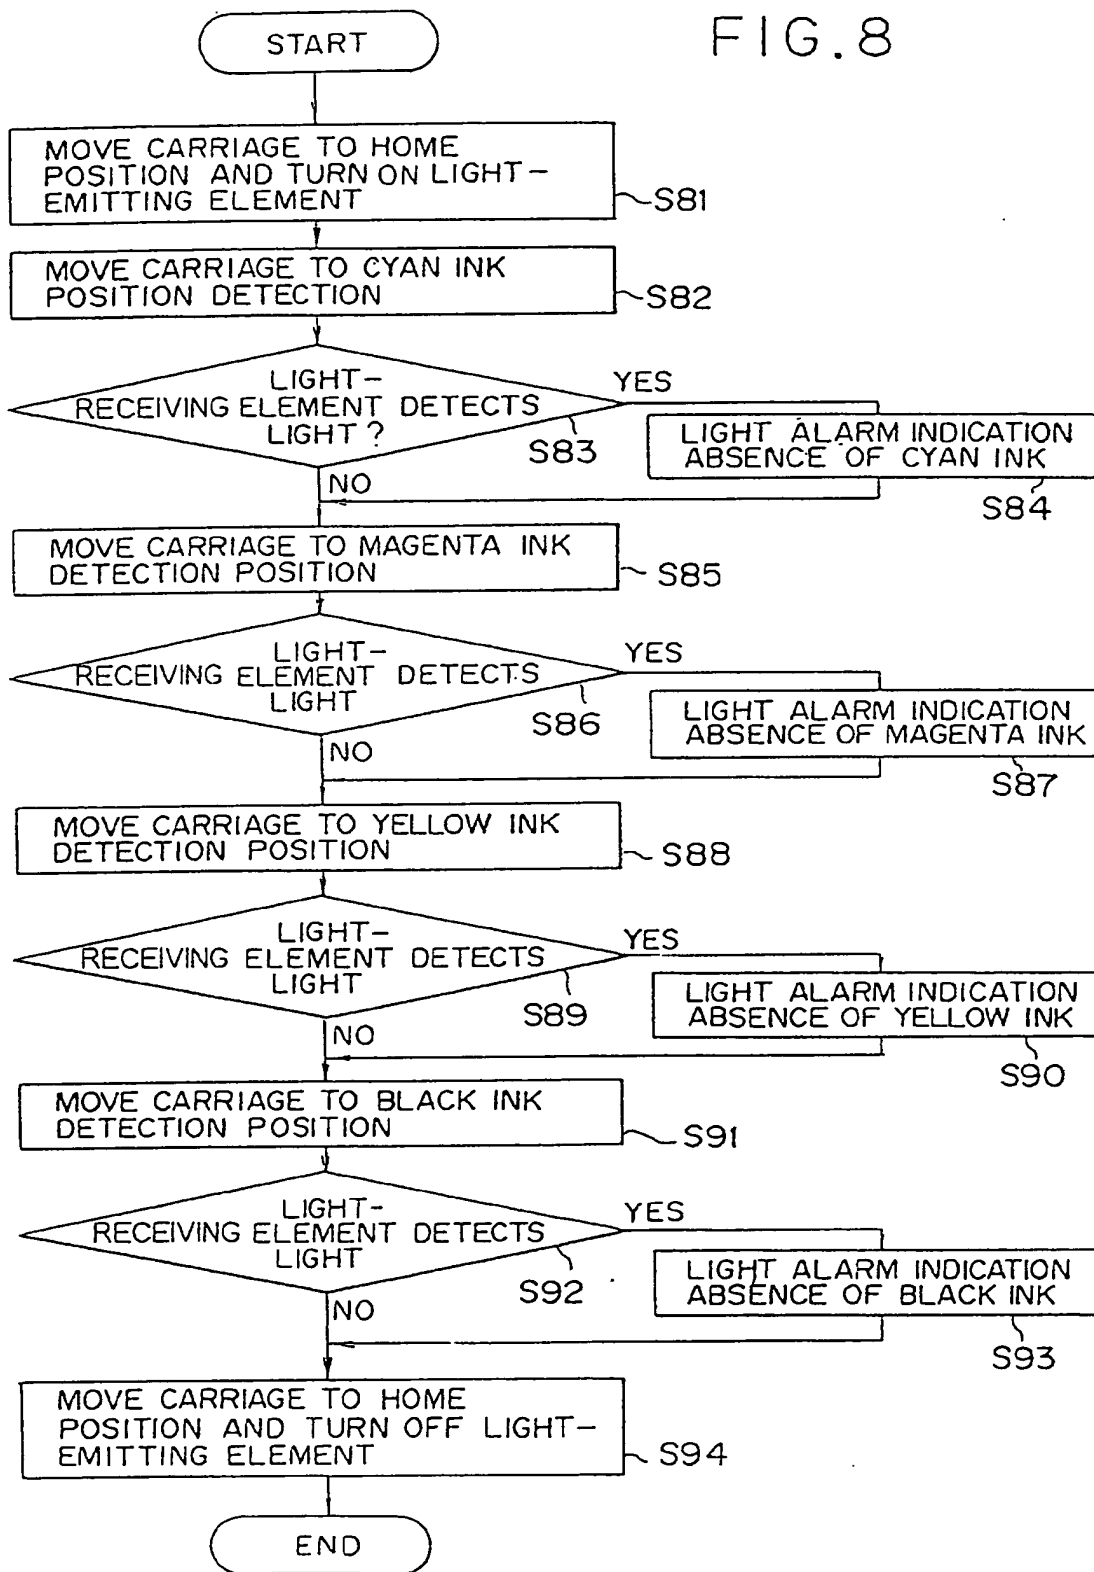 FIG. 8
START
MOVE CARRIAGE TO HOME
POSITION AND TURN ON LIGHT-
EMITTING ELEMENT
S81
MOVE CARRIAGE TO CYAN INK
POSITION DETECTION
S82
LIGHT-
RECEIVING ELEMENT DETECTS
LIGHT?
S83
YES
NO
LIGHT ALARM INDICATION
ABSENCE OF CYAN INK
S84
MOVE CARRIAGE TO MAGENTA INK
DETECTION POSITION
S85
LIGHT-
RECEIVING ELEMENT DETECTS
LIGHT
S86
YES
NO
LIGHT ALARM INDICATION
ABSENCE OF MAGENTA INK
S87
MOVE CARRIAGE TO YELLOW INK
DETECTION POSITION
S88
LIGHT-
RECEIVING ELEMENT DETECTS
LIGHT
S89
YES
NO
LIGHT ALARM INDICATION
ABSENCE OF YELLOW INK
S90
MOVE CARRIAGE TO BLACK INK
DETECTION POSITION
S91
LIGHT-
RECEIVING ELEMENT DETECTS
LIGHT
S92
YES
NO
LIGHT ALARM INDICATION
ABSENCE OF BLACK INK
S93
MOVE CARRIAGE TO HOME
POSITION AND TURN OFF LIGHT-
EMITTING ELEMENT
S94
END